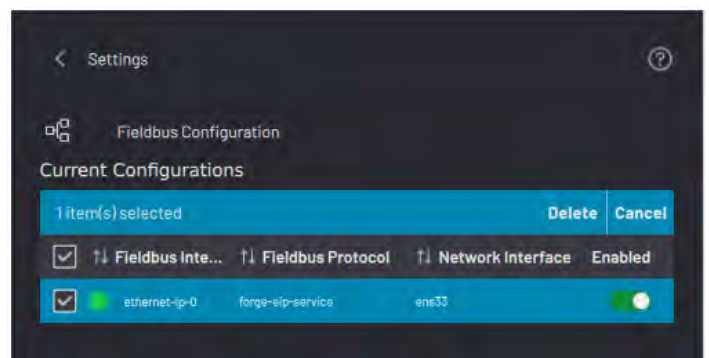 Settings
Fieldbus Configuration
Current Configurations
1 item(s) selected Delete Cancel
Fieldbus Inte... Fieldbus Protocol Network Interface Enabled
ethernet-ip-0 forge-eip-service ens33